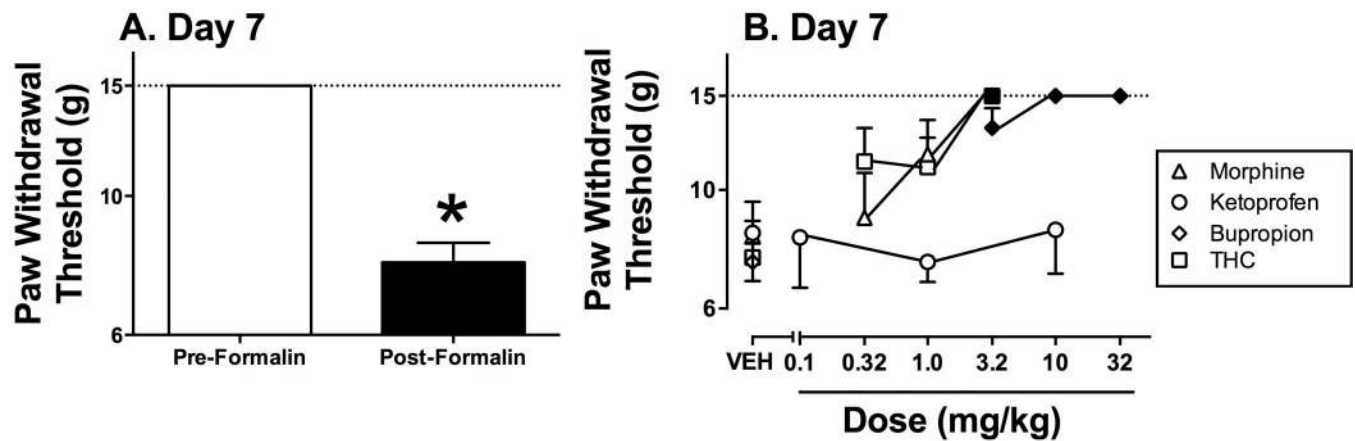 A. Day 7
Paw Withdrawal
Threshold (g)
15
10
6
*
Pre-Formalin
Post-Formalin
B. Day 7
Paw Withdrawal
Threshold (g)
15
10
6
VEH 0.1 0.32 1.0 3.2 10 32
Dose (mg/kg)
Morphine
Ketoprofen
Bupropion
THC